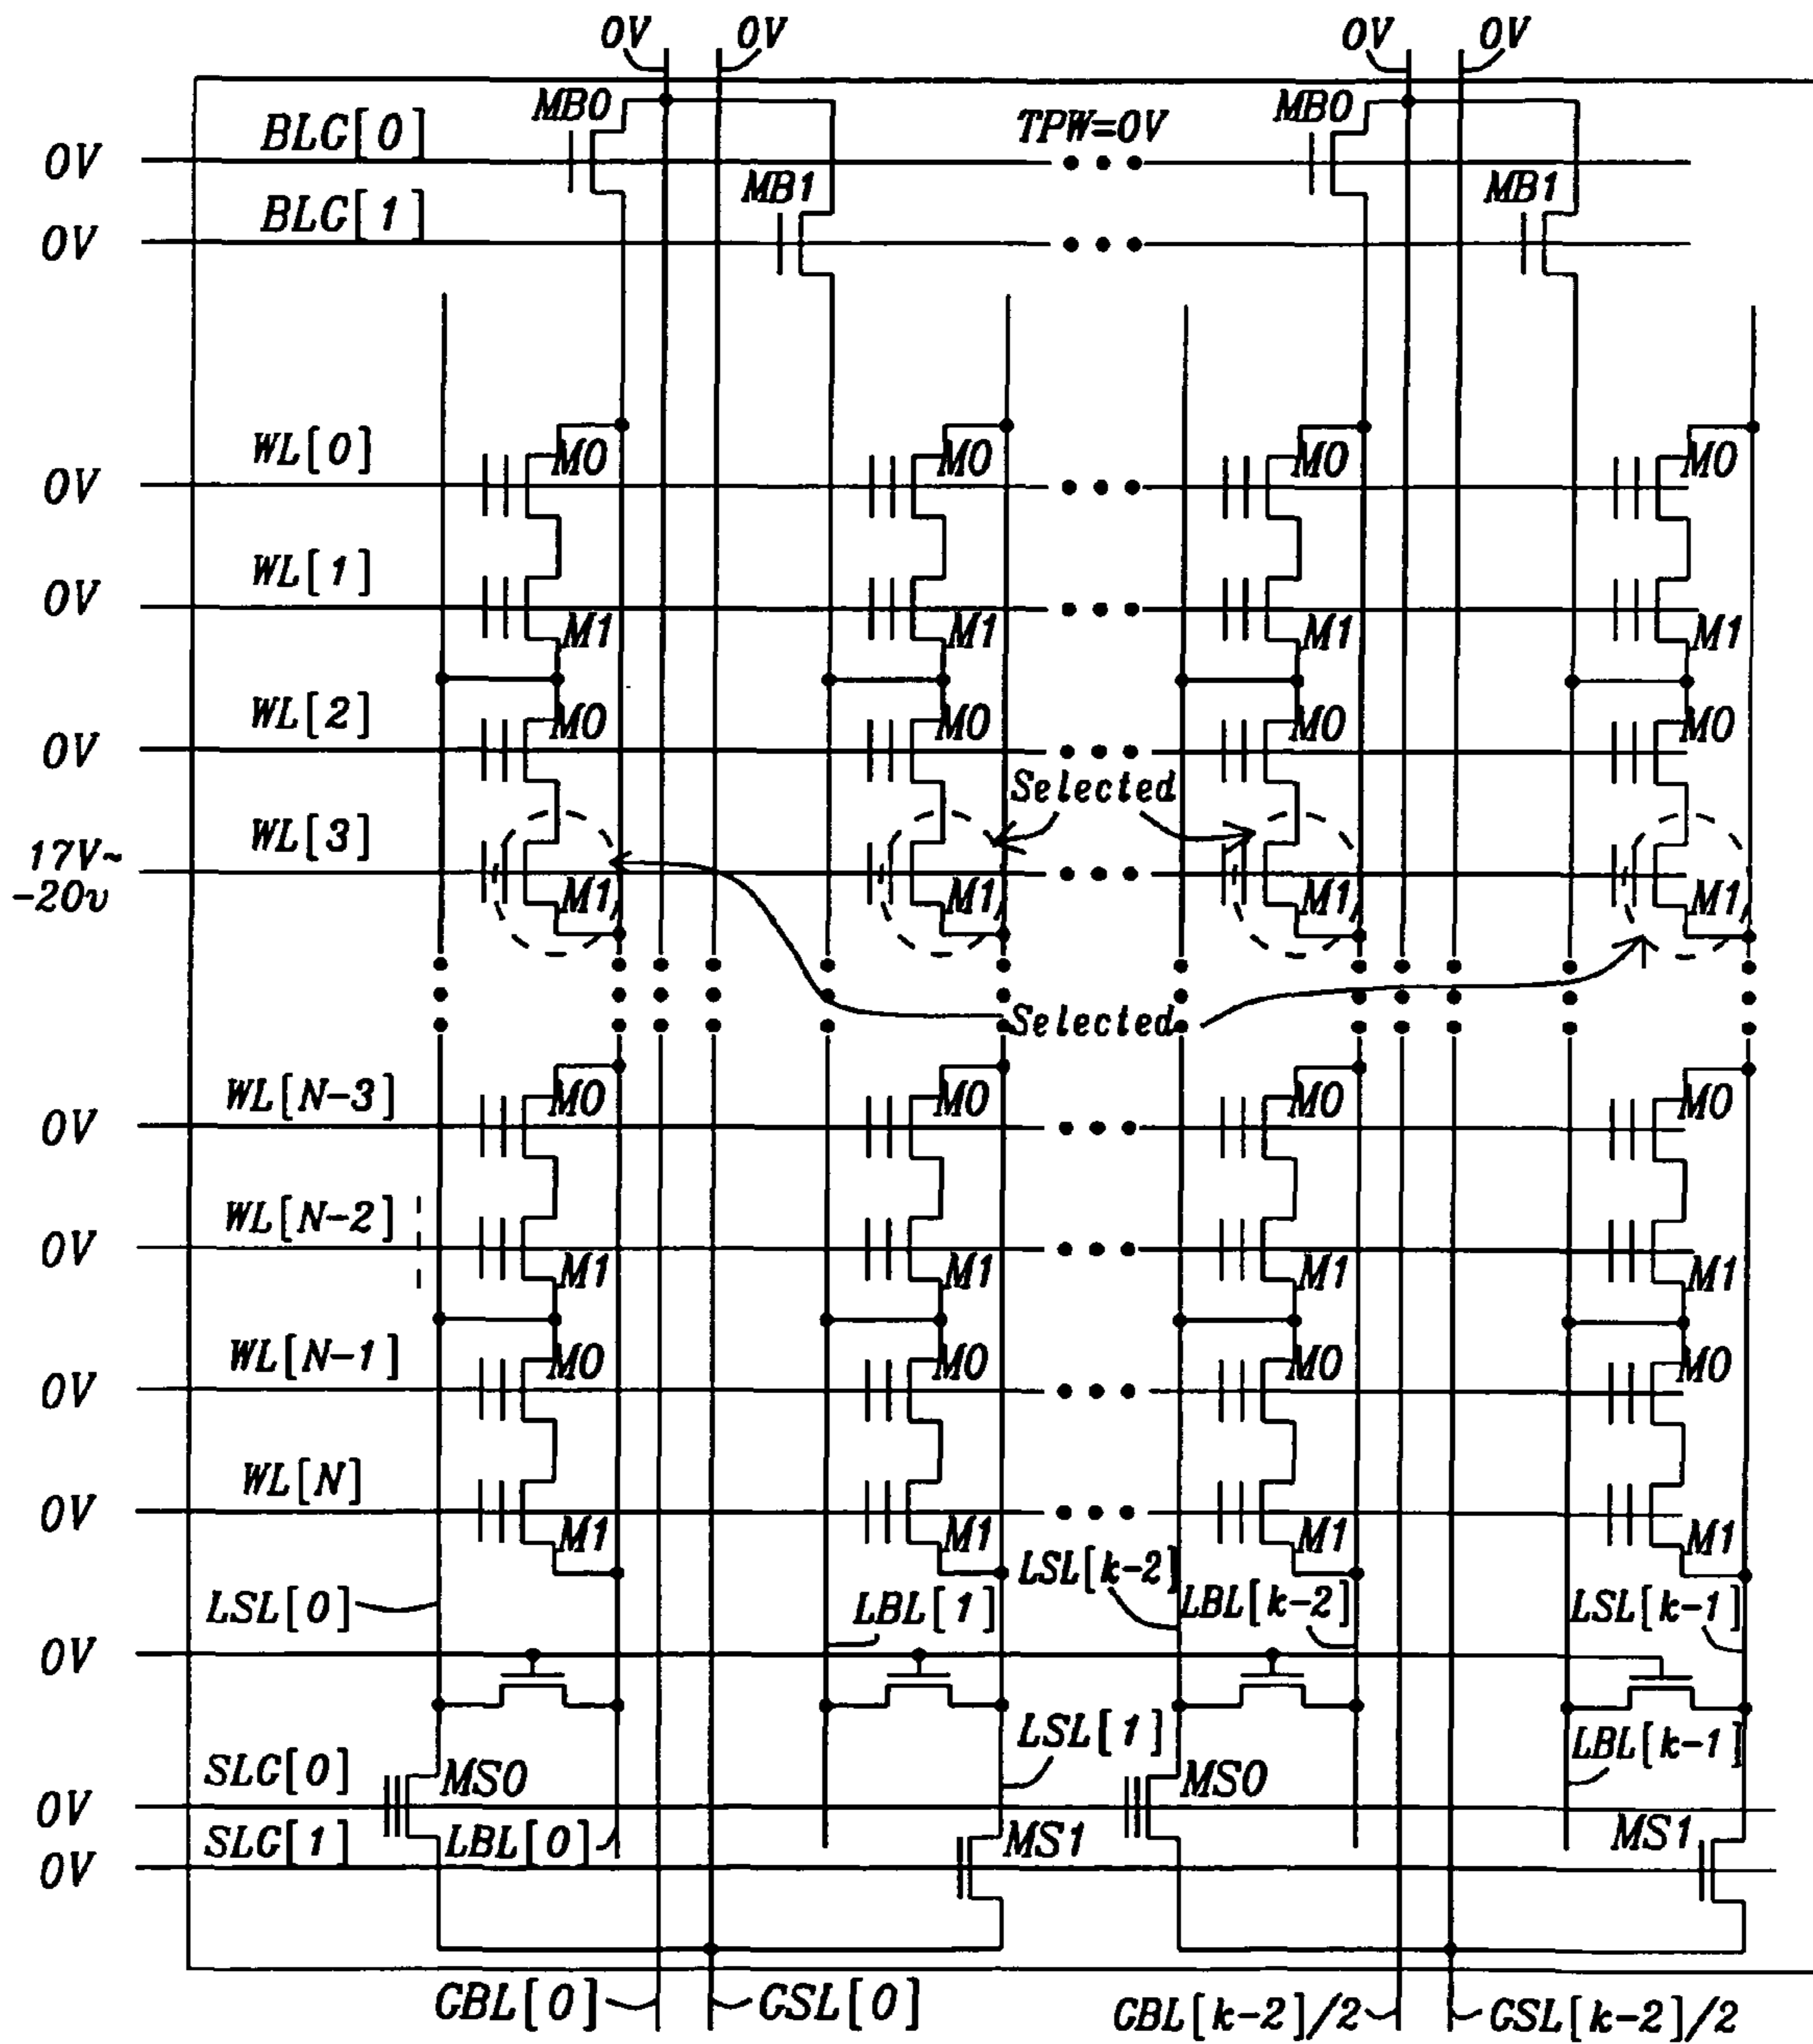 0V 0V 0V 0V
MB0 TPW=0V MB0
0V BLG[0]
MB1 MB1
0V BLG[1]
WL[0] M0 M0 M0 M0
0V
WL[1]
0V
M1 M1 M1 M1
WL[2] M0 M0 M0 M0
0V
Selected
WL[3]
17V~
-20v
M1 M1 M1 M1
Selected
WL[N-3] M0 M0 M0 M0
0V
WL[N-2]
0V
M1 M1 M1 M1
WL[N-1] M0 M0 M0 M0
0V
WL[N]
0V
M1 M1 M1 M1
LSL[0] LBL[1] LSL[k-2] LBL[k-2] LSL[k-1]
0V
LSL[1] LBL[k-1]
SLG[0] MS0 MS0
0V
SLG[1] LBL[0] MS1 MS1
0V
GBL[0] GSL[0] GBL[k-2]/2 GSL[k-2]/2